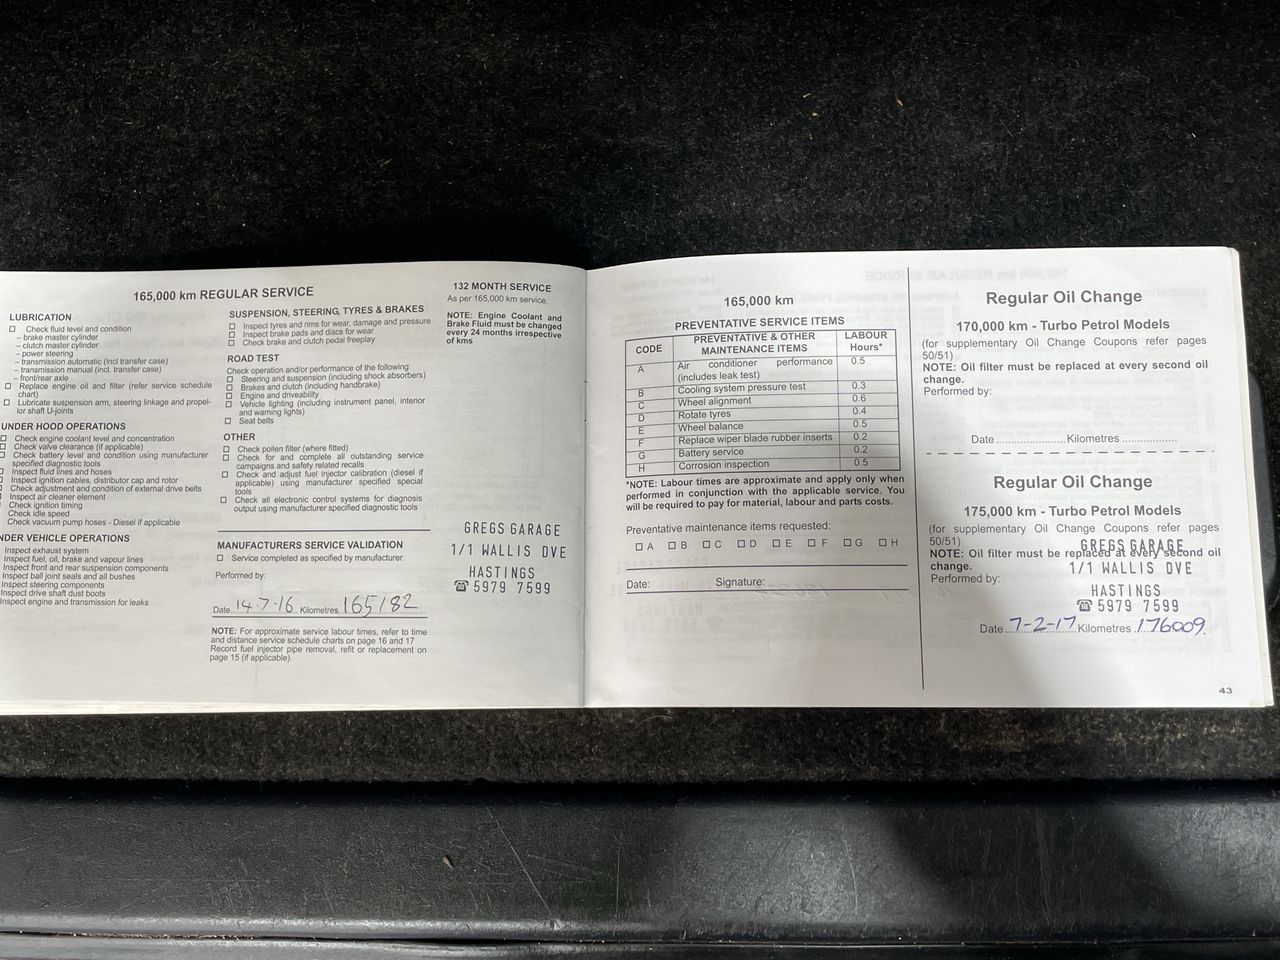 165,000 km REGULAR SERVICE
LUBRICATION
Check fluid level and condition
– brake master cylinder
– clutch master cylinder
– power steering
– transmission automatic (incl transfer case)
– transmission manual (incl. transfer case)
– front/rear axle
Replace engine oil and filter (refer service schedule
chart)
Lubricate suspension arm, steering linkage and propel-
lor shaft U-joints
UNDER HOOD OPERATIONS
Check engine coolant level and concentration
Check valve clearance (if applicable)
Check battery level and condition using manufacturer
specified diagnostic tools
Inspect fluid lines and hoses
Inspect ignition cables, distributor cap and rotor
Check adjustment and condition of external drive belts
Inspect air cleaner element
Check ignition timing
Check idle speed
Check vacuum pump hoses - Diesel if applicable
NDER VEHICLE OPERATIONS
Inspect exhaust system
Inspect fuel, oil, brake and vapour lines
Inspect front and rear suspension components
Inspect ball joint seals and all bushes
Inspect steering components
Inspect drive shaft dust boots
Inspect engine and transmission for leaks
SUSPENSION, STEERING, TYRES & BRAKES
Inspect tyres and rims for wear, damage and pressure
Inspect brake pads and discs for wear
Check brake and clutch pedal freeplay
ROAD TEST
Check operation and/or performance of the following:
Steering and suspension (including shock absorbers)
Brakes and clutch (including handbrake)
Engine and driveability
Vehicle lighting (including instrument panel, interior
and warning lights)
Seat belts
OTHER
Check pollen filter (where fitted)
Check for and complete all outstanding service
campaigns and safety related recalls
Check and adjust fuel injector calibration (diesel if
applicable) using manufacturer specified special
tools
Check all electronic control systems for diagnosis
output using manufacturer specified diagnostic tools
MANUFACTURERS SERVICE VALIDATION
Service completed as specified by manufacturer.
Performed by:
Date 14-7-16 Kilometres 165182
NOTE: For approximate service labour times, refer to time
and distance service schedule charts on page 16 and 17
Record fuel injector pipe removal, refit or replacement on
page 15 (if applicable).
132 MONTH SERVICE
As per 165,000 km service.
NOTE: Engine Coolant and
Brake Fluid must be changed
every 24 months irrespective
of kms
GREGS GARAGE
1/1 WALLIS DVE
HASTINGS
☎ 5979 7599
165,000 km
PREVENTATIVE SERVICE ITEMS
CODE PREVENTATIVE & OTHER MAINTENANCE ITEMS LABOUR Hours*
A Air conditioner performance (includes leak test) 0.5
B Cooling system pressure test 0.3
C Wheel alignment 0.6
D Rotate tyres 0.4
E Wheel balance 0.5
F Replace wiper blade rubber inserts 0.2
G Battery service 0.2
H Corrosion inspection 0.5
*NOTE: Labour times are approximate and apply only when
performed in conjunction with the applicable service. You
will be required to pay for material, labour and parts costs.
Preventative maintenance items requested:
A B C D E F G H
Date: Signature:
Regular Oil Change
170,000 km - Turbo Petrol Models
(for supplementary Oil Change Coupons refer pages
50/51)
NOTE: Oil filter must be replaced at every second oil
change.
Performed by:
Date ...................... Kilometres .................
Regular Oil Change
175,000 km - Turbo Petrol Models
(for supplementary Oil Change Coupons refer pages
50/51)
NOTE: Oil filter must be replaced at every second oil
change.
Performed by:
GREGS GARAGE
1/1 WALLIS DVE
HASTINGS
☎ 5979 7599
Date 7-2-17 Kilometres 176009
43